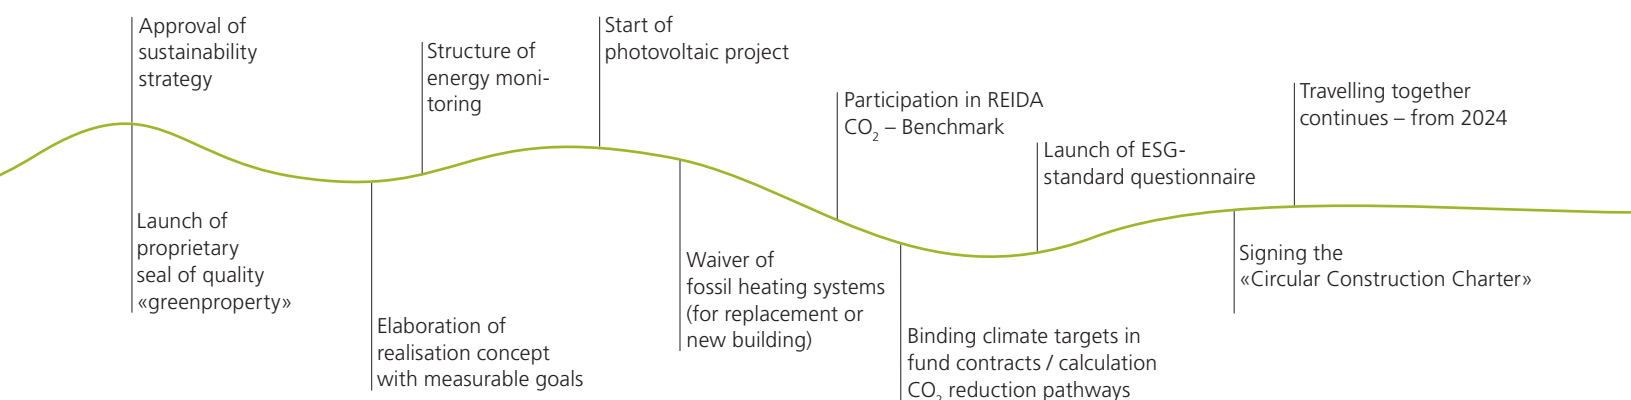 Approval of
sustainability
strategy
Launch of
proprietary
seal of quality
«greenproperty»
Elaboration of
realisation concept
with measurable goals
Structure of
energy moni-
toring
Start of
photovoltaic project
Waiver of
fossil heating systems
(for replacement or
new building)
Participation in REIDA
CO₂ – Benchmark
Binding climate targets in
fund contracts / calculation
CO₂ reduction pathways
Launch of ESG-
standard questionnaire
Signing the
«Circular Construction Charter»
Travelling together
continues – from 2024